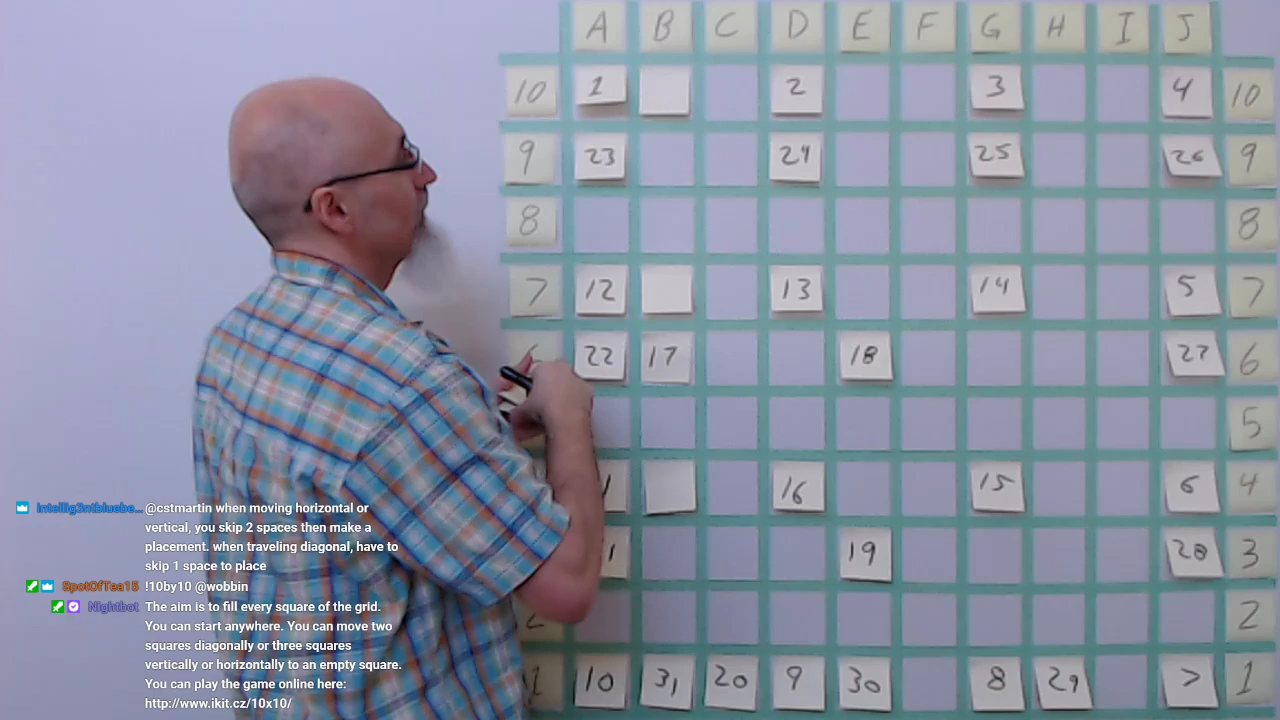 A B C D E F G H I J
10 1 2 3 4 10
9 23 24 25 26 9
8 8
7 12 13 14 5 7
6 22 17 18 27 6
5
16 15 6 4
1 19 28 3
2 2
1 10 31 20 9 30 8 29 7 1
intellig3ntbluebe... @cstmartin when moving horizontal or
vertical, you skip 2 spaces then make a
placement. when traveling diagonal, have to
skip 1 space to place
SpotOfTea15 !10by10 @wobbin
Nightbot The aim is to fill every square of the grid.
You can start anywhere. You can move two
squares diagonally or three squares
vertically or horizontally to an empty square.
You can play the game online here:
http://www.ikit.cz/10x10/